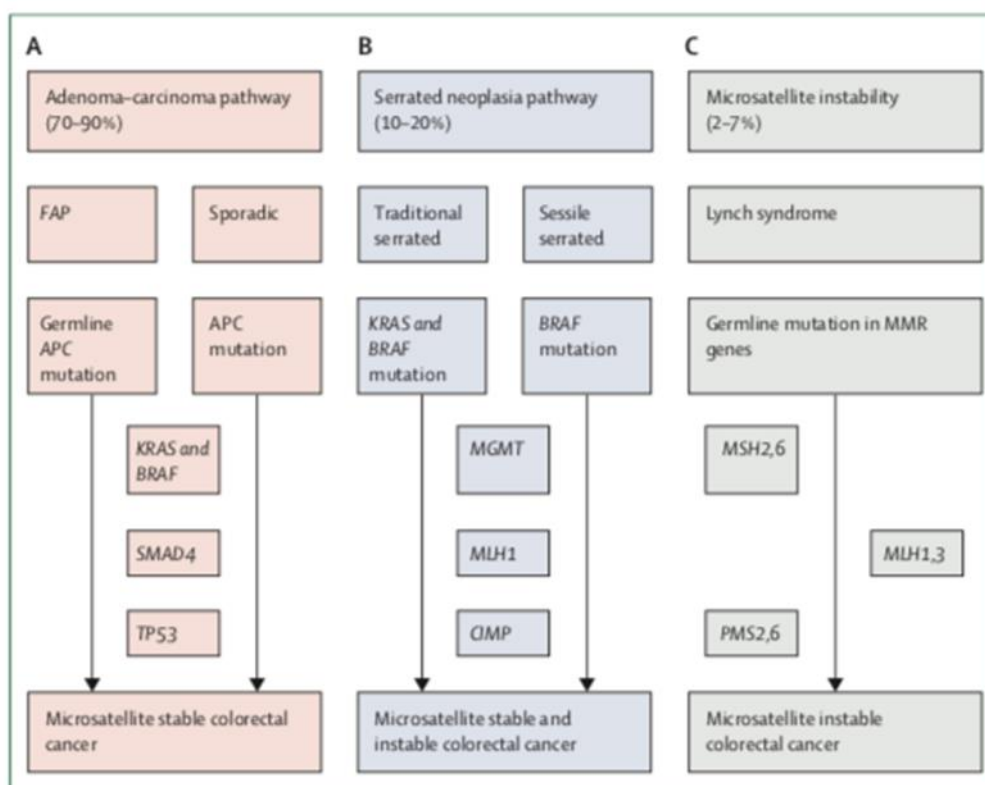 A
Adenoma–carcinoma pathway
(70–90%)
FAP
Sporadic
Germline
APC
mutation
APC
mutation
KRAS and
BRAF
SMAD4
TP53
Microsatellite stable colorectal
cancer
B
Serrated neoplasia pathway
(10–20%)
Traditional
serrated
Sessile
serrated
KRAS and
BRAF
mutation
BRAF
mutation
MGMT
MLH1
CIMP
Microsatellite stable and
instable colorectal cancer
C
Microsatellite instability
(2–7%)
Lynch syndrome
Germline mutation in MMR
genes
MSH2,6
MLH1,3
PMS2,6
Microsatellite instable
colorectal cancer